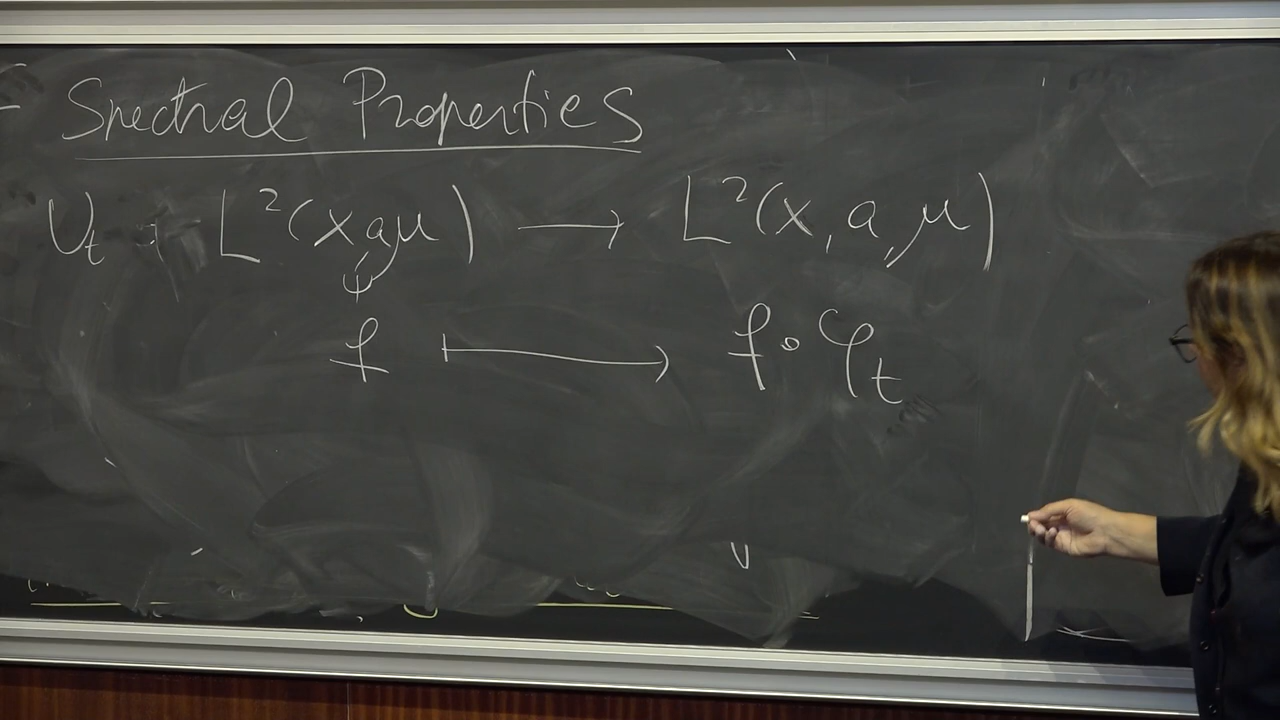 Spectral Properties
U_t : L²(X, a, μ) ⟶ L²(X, a, μ)
Ψ
f ⟼ f ∘ φ_t